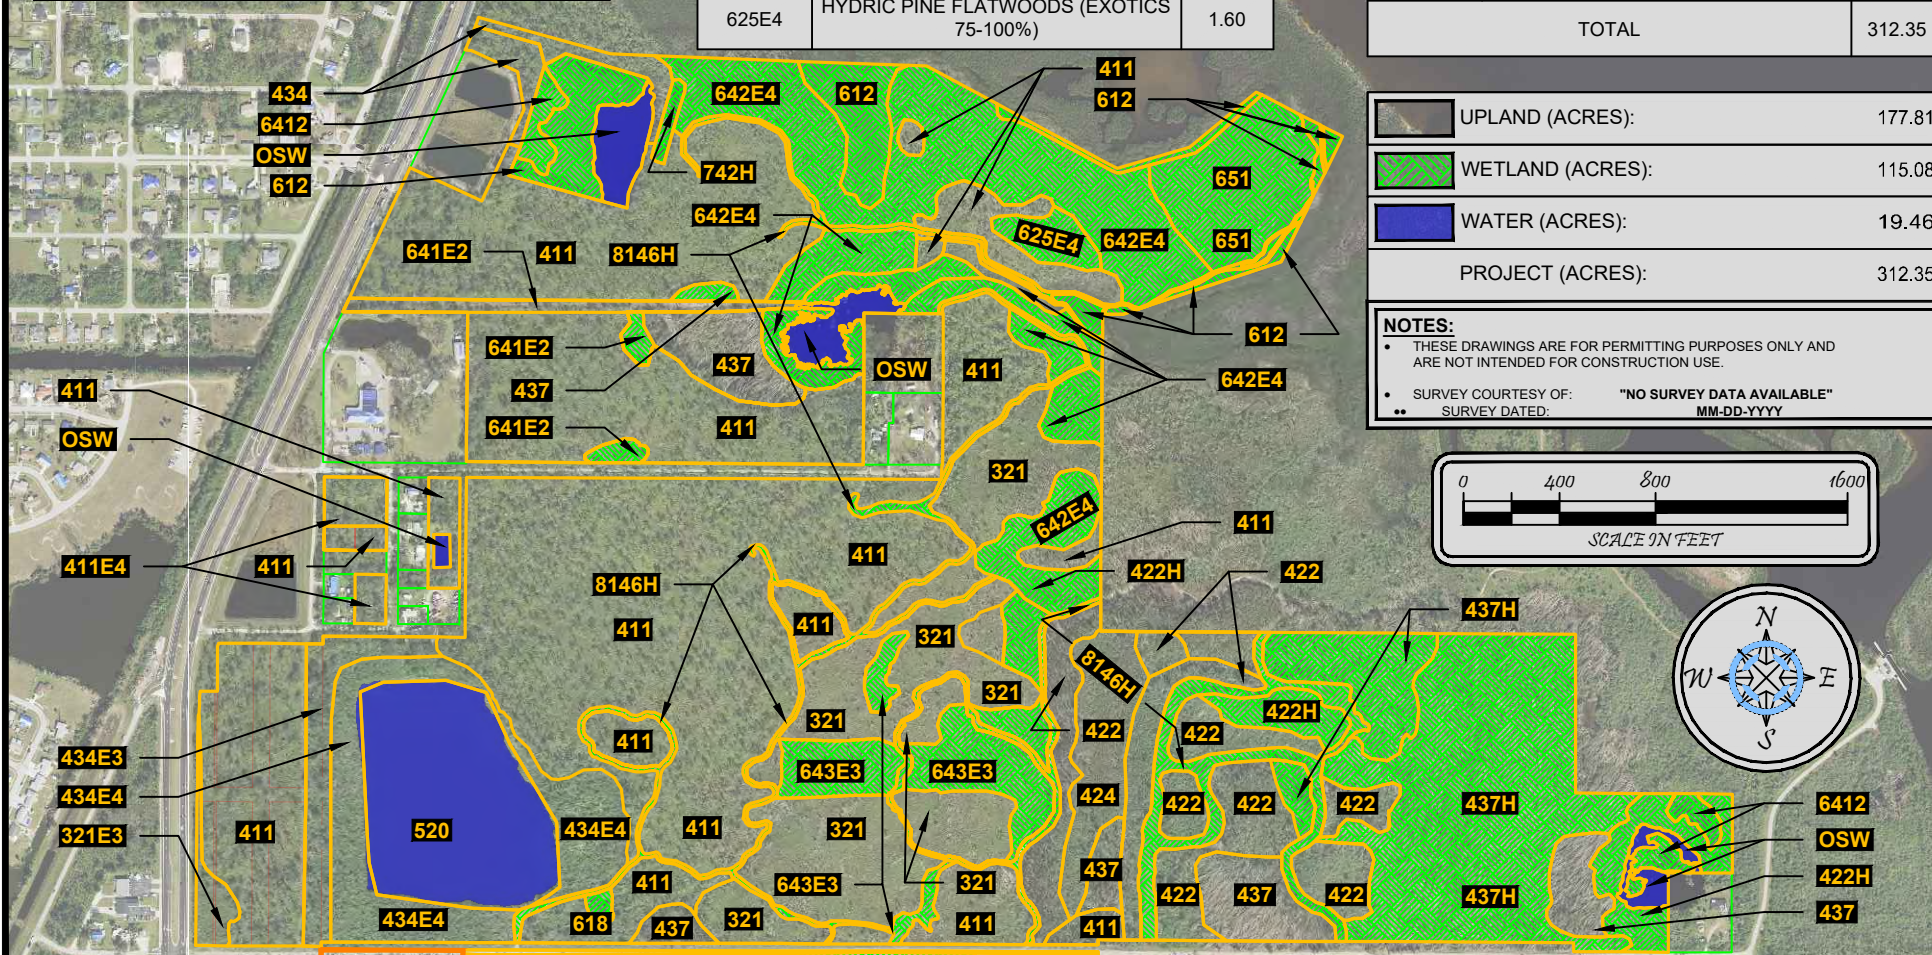 625E4
HYDRIC PINE FLATWOODS (EXOTICS
75-100%)
1.60
TOTAL
312.35
UPLAND (ACRES): 177.81
WETLAND (ACRES): 115.08
WATER (ACRES): 19.46
PROJECT (ACRES): 312.35
NOTES:
• THESE DRAWINGS ARE FOR PERMITTING PURPOSES ONLY AND
ARE NOT INTENDED FOR CONSTRUCTION USE.
• SURVEY COURTESY OF: "NO SURVEY DATA AVAILABLE"
•• SURVEY DATED: MM-DD-YYYY
0 400 800 1600
SCALE IN FEET
N
W E
S
434
6412
OSW
612
642E4
612
411
612
742H
651
642E4
625E4
642E4
651
641E2
411
8146H
612
641E2
437
OSW
411
642E4
437
411
641E2
411
OSW
321
642E4
411
411E4
411
411
422H
422
8146H
437H
411
411
321
8146H
321
422H
411
321
422
422
434E3
643E3
643E3
434E4
424
422
422
422
437H
6412
321E3
411
520
434E4
411
321
OSW
437
422H
411
643E3
321
422
437
422
437H
437
434E4
618
437
321
411
411